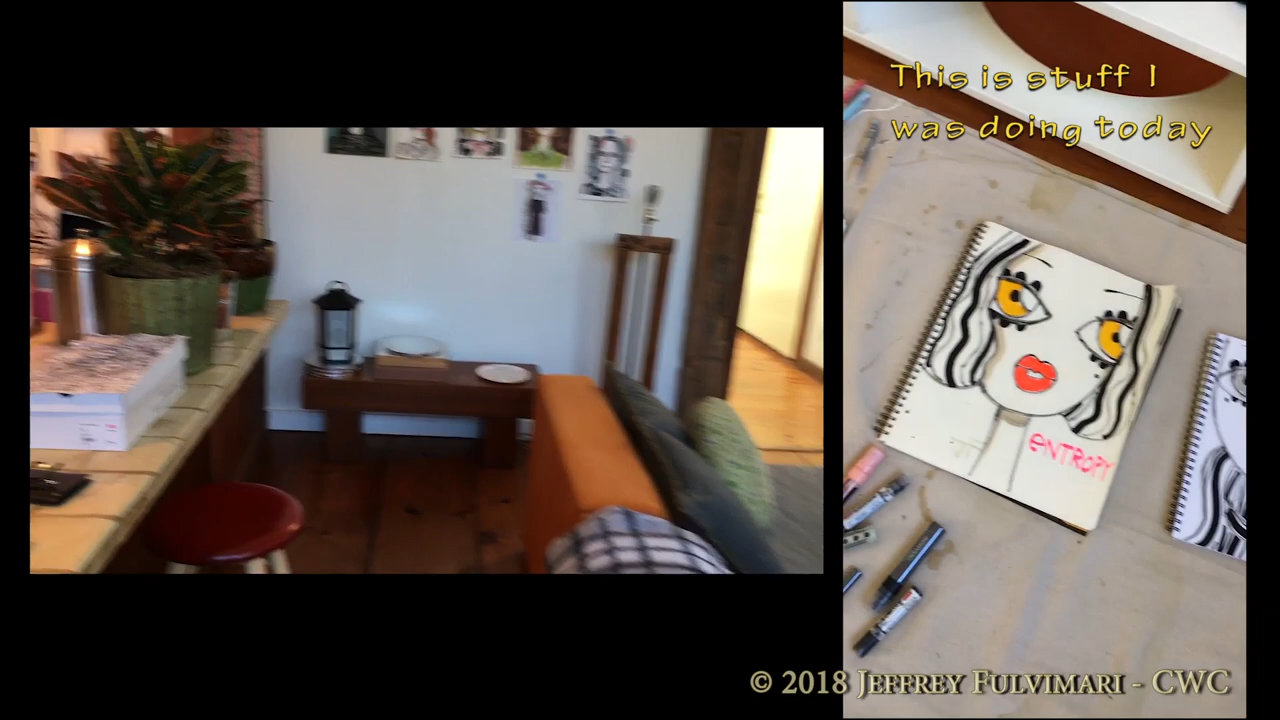 This is stuff I
was doing today
ENTROPY
© 2018 Jeffrey Fulvimari - CWC